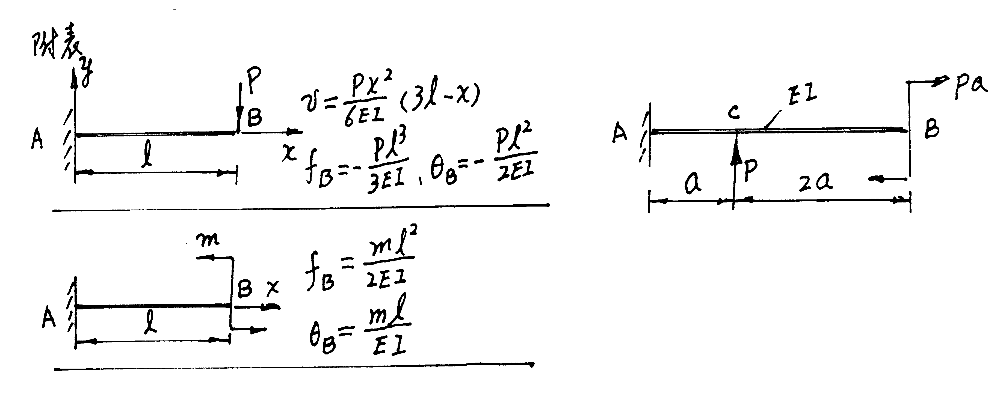 附表
y
P
B
A
l
x
v = Px²/6EI (3l - x)
f_B = - Pl³/3EI , θ_B = - Pl²/2EI
m
B x
A
l
f_B = ml²/2EI
θ_B = ml/EI
Pa
EI
C
A
B
P
a
2a